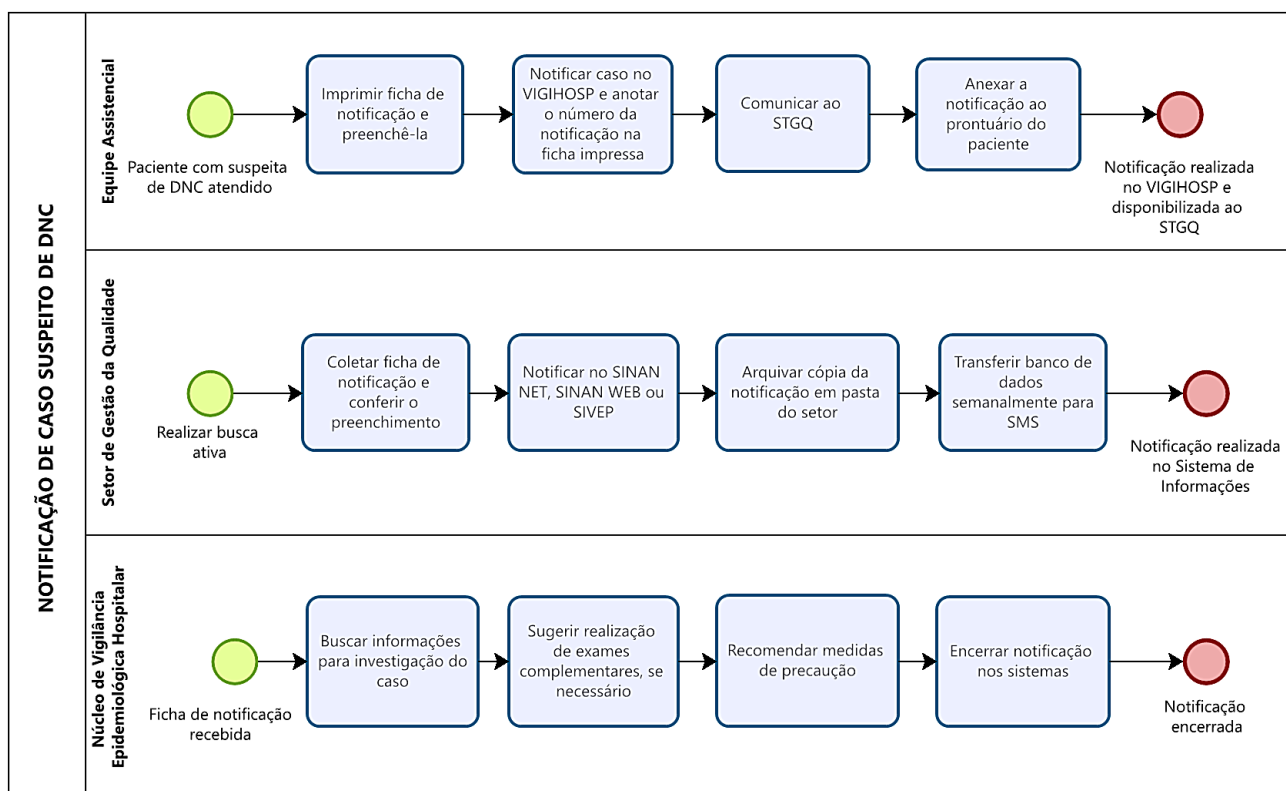 NOTIFICAÇÃO DE CASO SUSPEITO DE DNC
Equipe Assistencial
Paciente com suspeita
de DNC atendido
Imprimir ficha de
notificação e
preenchê-la
Notificar caso no
VIGIHOSP e anotar
o número da
notificação na
ficha impressa
Comunicar ao
STGQ
Anexar a
notificação ao
prontuário do
paciente
Notificação realizada
no VIGIHOSP e
disponibilizada ao
STGQ
Setor de Gestão da Qualidade
Realizar busca
ativa
Coletar ficha de
notificação e
conferir o
preenchimento
Notificar no SINAN
NET, SINAN WEB ou
SIVEP
Arquivar cópia da
notificação em pasta
do setor
Transferir banco de
dados
semanalmente para
SMS
Notificação realizada
no Sistema de
Informações
Núcleo de Vigilância
Epidemiológica Hospitalar
Ficha de notificação
recebida
Buscar informações
para investigação do
caso
Sugerir realização
de exames
complementares, se
necessário
Recomendar medidas
de precaução
Encerrar notificação
nos sistemas
Notificação
encerrada